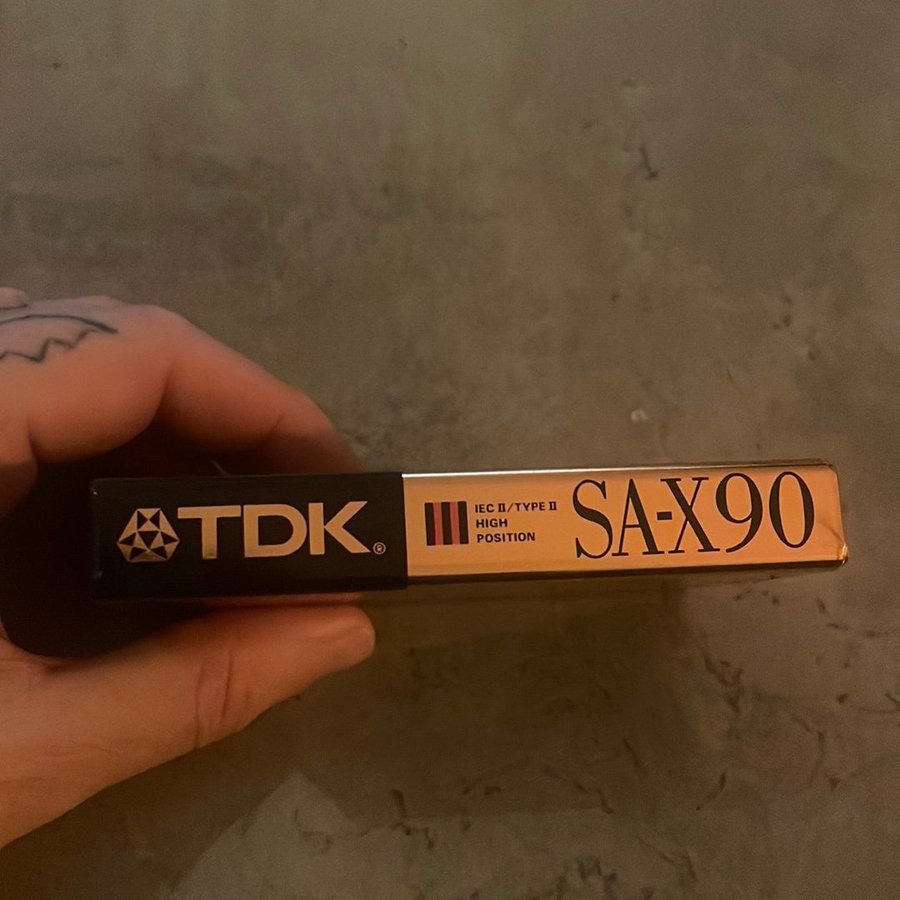 TDK®
IEC II/TYPE II
HIGH
POSITION
SA-X90